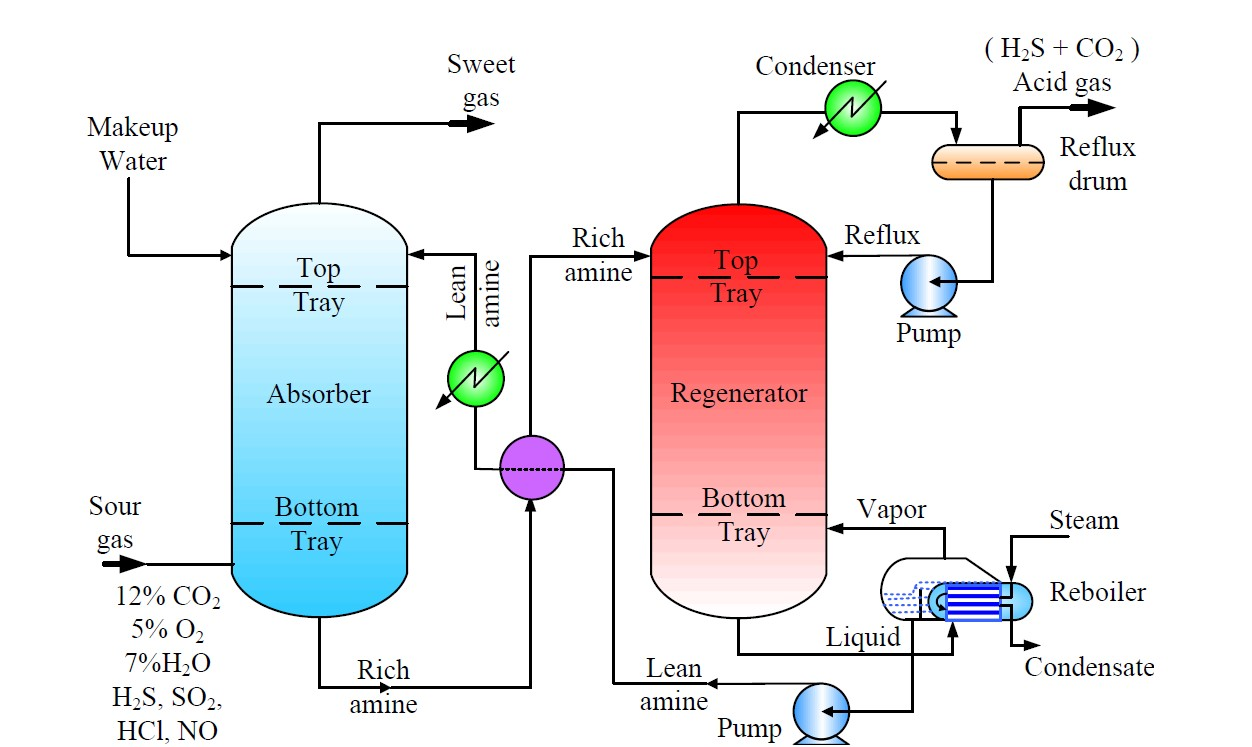 Sweet
gas
Condenser
( H₂S + CO₂ )
Acid gas
Makeup
Water
Reflux
drum
Rich
amine
Reflux
Top
Tray
Lean
amine
Top
Tray
Pump
Absorber
Regenerator
Sour
gas
Bottom
Tray
Bottom
Tray
Vapor
Steam
12% CO₂
5% O₂
7%H₂O
H₂S, SO₂,
HCl, NO
Reboiler
Liquid
Condensate
Rich
amine
Lean
amine
Pump